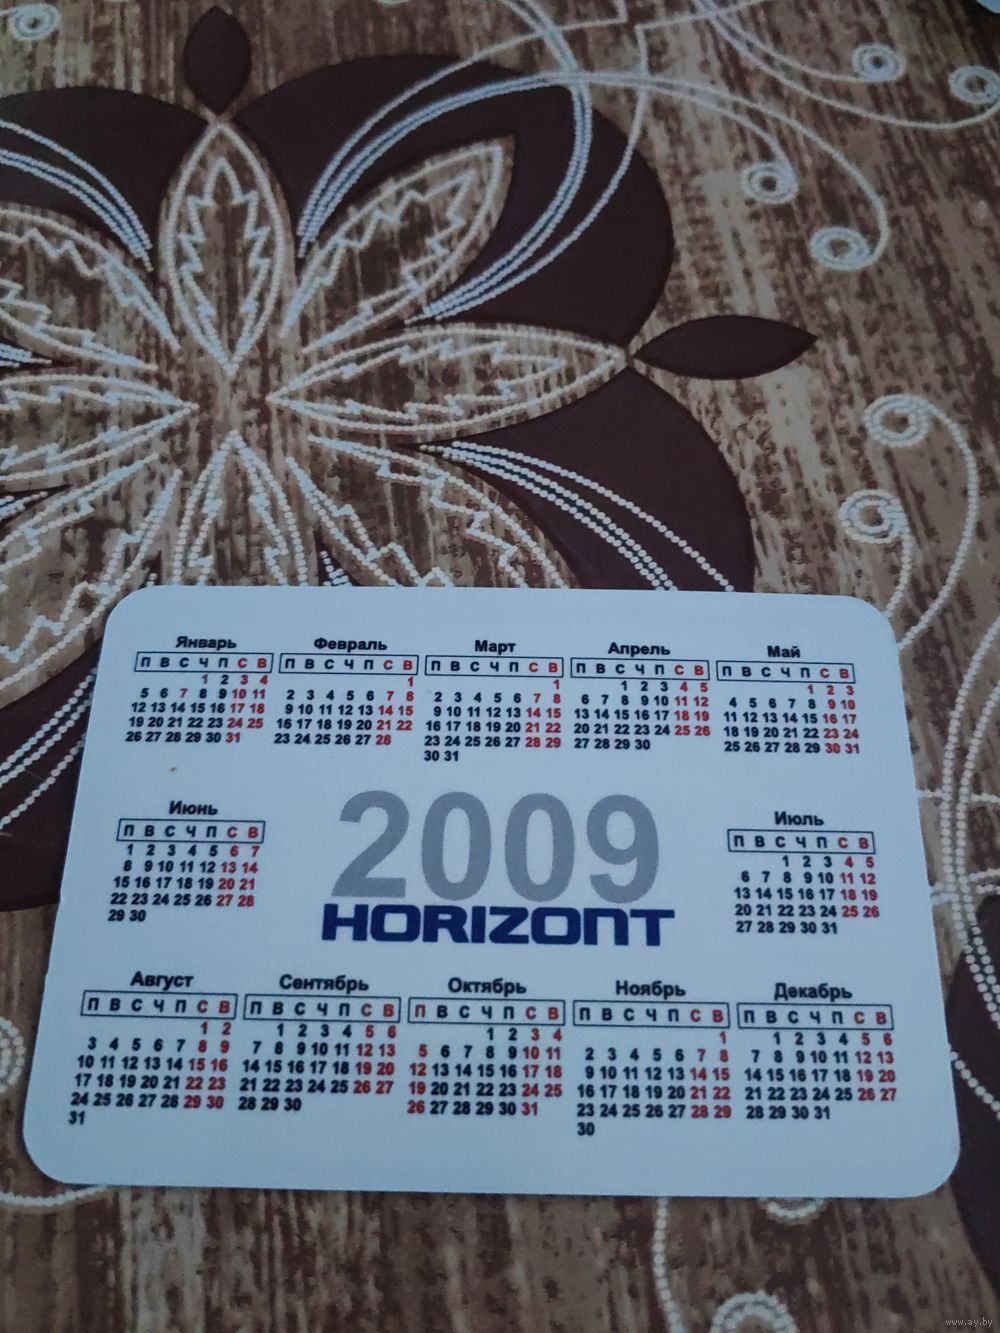 Январь Февраль Март Апрель Май
П В С Ч П С В П В С Ч П С В П В С Ч П С В П В С Ч П С В П В С Ч П С В
1 2 3 4 1 1 1 2 3 4 5 1 2 3
5 6 7 8 9 10 11 2 3 4 5 6 7 8 2 3 4 5 6 7 8 6 7 8 9 10 11 12 4 5 6 7 8 9 10
12 13 14 15 16 17 18 9 10 11 12 13 14 15 9 10 11 12 13 14 15 13 14 15 16 17 18 19 11 12 13 14 15 16 17
19 20 21 22 23 24 25 16 17 18 19 20 21 22 16 17 18 19 20 21 22 20 21 22 23 24 25 26 18 19 20 21 22 23 24
26 27 28 29 30 31 23 24 25 26 27 28 23 24 25 26 27 28 29 27 28 29 30 25 26 27 28 29 30 31
30 31
Июнь
П В С Ч П С В
1 2 3 4 5 6 7
8 9 10 11 12 13 14
15 16 17 18 19 20 21
22 23 24 25 26 27 28
29 30
2009
HORIZONT
Июль
П В С Ч П С В
1 2 3 4 5
6 7 8 9 10 11 12
13 14 15 16 17 18 19
20 21 22 23 24 25 26
27 28 29 30 31
Август Сентябрь Октябрь Ноябрь Декабрь
П В С Ч П С В П В С Ч П С В П В С Ч П С В П В С Ч П С В П В С Ч П С В
1 2 1 2 3 4 5 6 1 2 3 4 1 1 2 3 4 5 6
3 4 5 6 7 8 9 7 8 9 10 11 12 13 5 6 7 8 9 10 11 2 3 4 5 6 7 8 7 8 9 10 11 12 13
10 11 12 13 14 15 16 14 15 16 17 18 19 20 12 13 14 15 16 17 18 9 10 11 12 13 14 15 14 15 16 17 18 19 20
17 18 19 20 21 22 23 21 22 23 24 25 26 27 19 20 21 22 23 24 25 16 17 18 19 20 21 22 21 22 23 24 25 26 27
24 25 26 27 28 29 30 28 29 30 26 27 28 29 30 31 23 24 25 26 27 28 29 28 29 30 31
31 30
www.ay.by